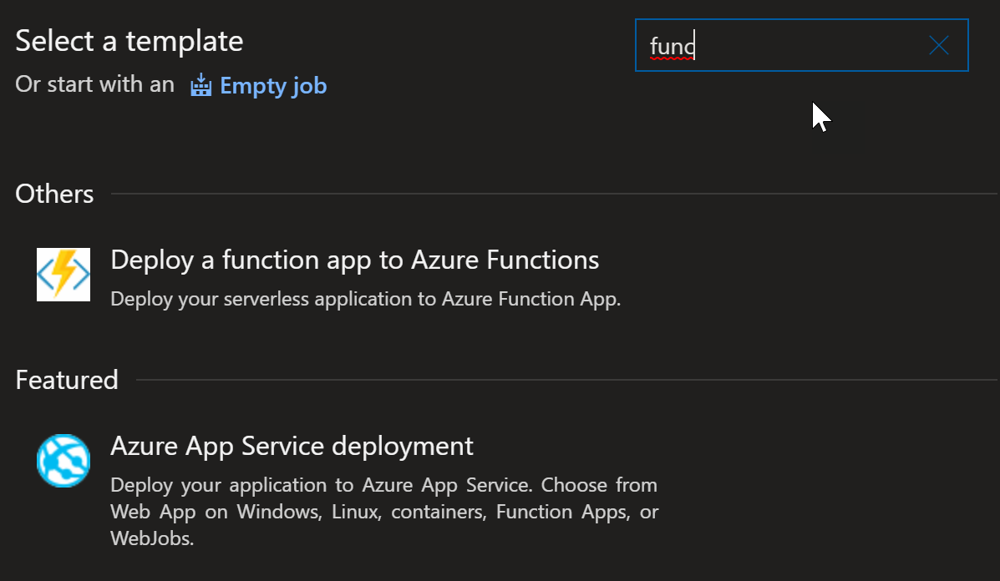 Select a template
func
Or start with an Empty job
Others
Deploy a function app to Azure Functions
Deploy your serverless application to Azure Function App.
Featured
Azure App Service deployment
Deploy your application to Azure App Service. Choose from
Web App on Windows, Linux, containers, Function Apps, or
WebJobs.